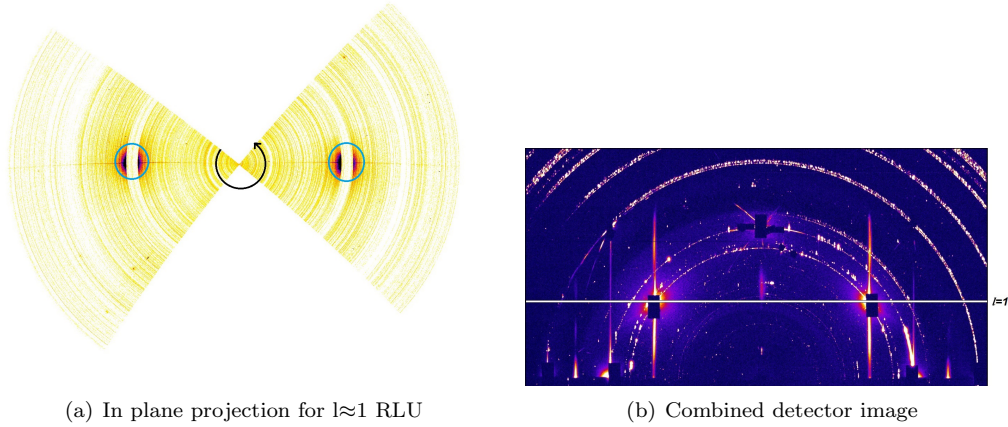 l=1
(a) In plane projection for l≈1 RLU
(b) Combined detector image